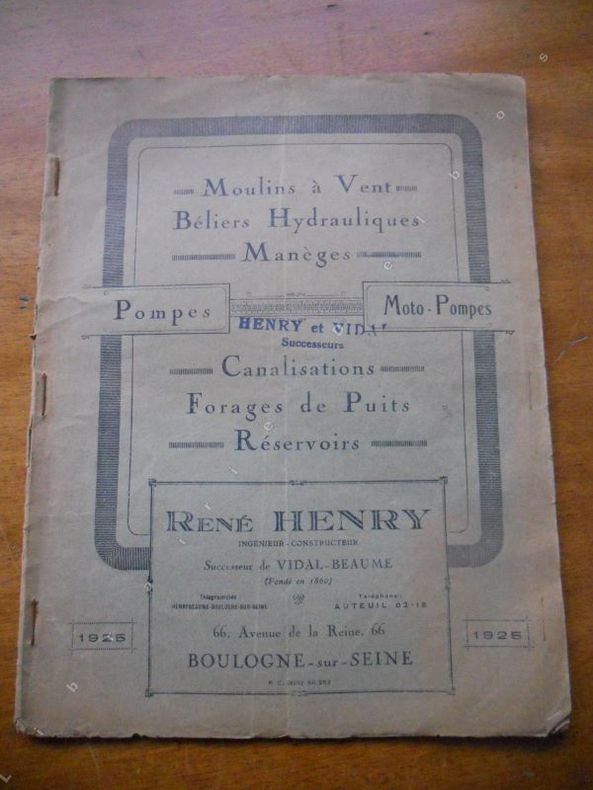 Moulins à Vent
Béliers Hydrauliques
Manèges
Pompes
Moto-Pompes
HENRY et VIDAL
Successeurs
Canalisations
Forages de Puits
Réservoirs
RENÉ HENRY
INGÉNIEUR-CONSTRUCTEUR
Successeur de VIDAL-BEAUME
(Fondé en 1860)
Télégrammes:
Téléphone:
AUTEUIL 02-18
66, Avenue de la Reine, 66
BOULOGNE-sur-SEINE
1925
1925